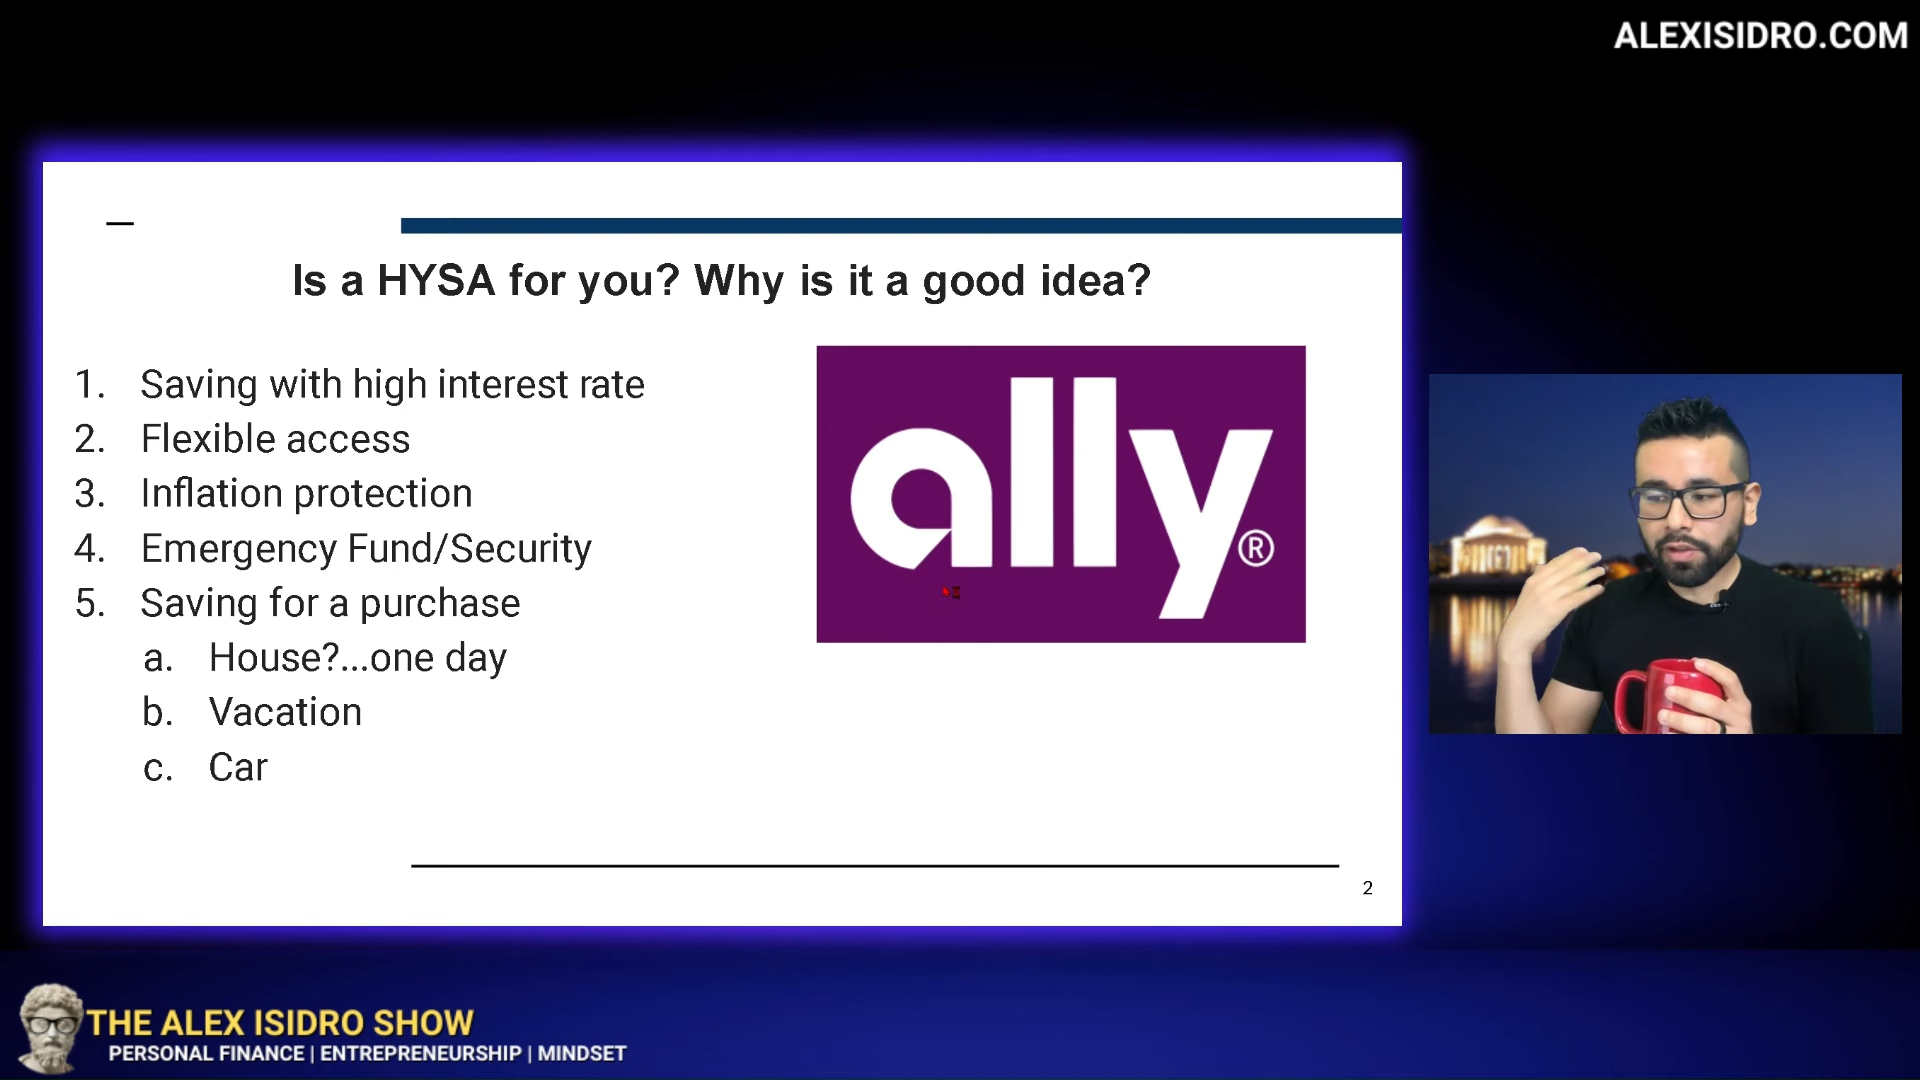 ALEXISIDRO.COM
Is a HYSA for you? Why is it a good idea?
1. Saving with high interest rate
2. Flexible access
3. Inflation protection
4. Emergency Fund/Security
5. Saving for a purchase
a. House?...one day
b. Vacation
c. Car
ally®
2
THE ALEX ISIDRO SHOW
PERSONAL FINANCE | ENTREPRENEURSHIP | MINDSET